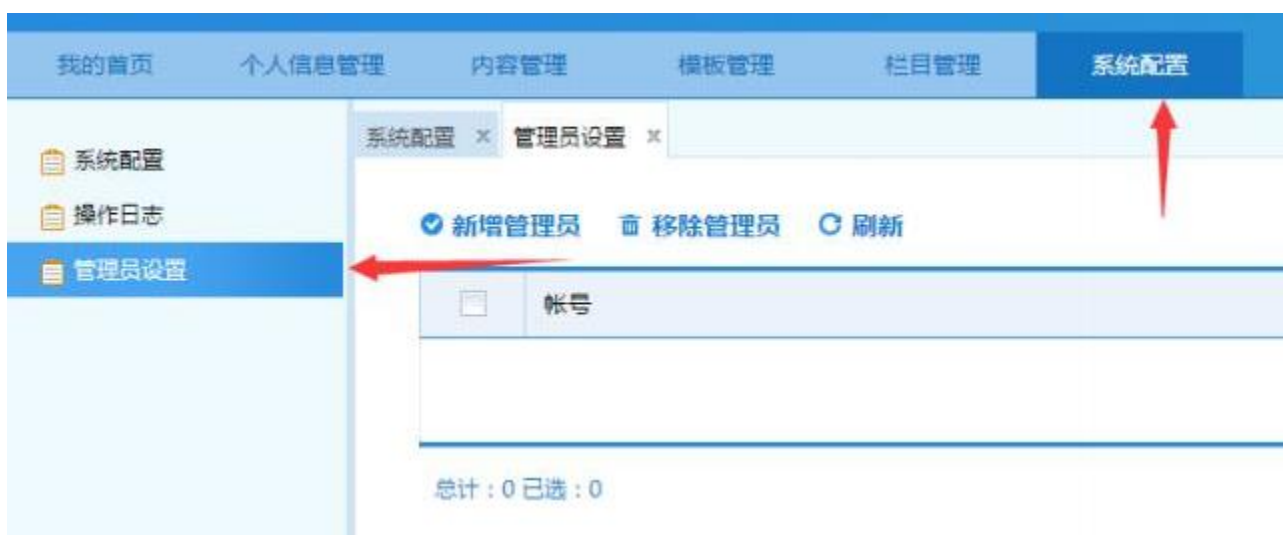 我的首页 个人信息管理 内容管理 模板管理 栏目管理 系统配置
系统配置 × 管理员设置 ×
系统配置
操作日志
管理员设置
新增管理员 移除管理员 刷新
帐号
总计：0 已选：0